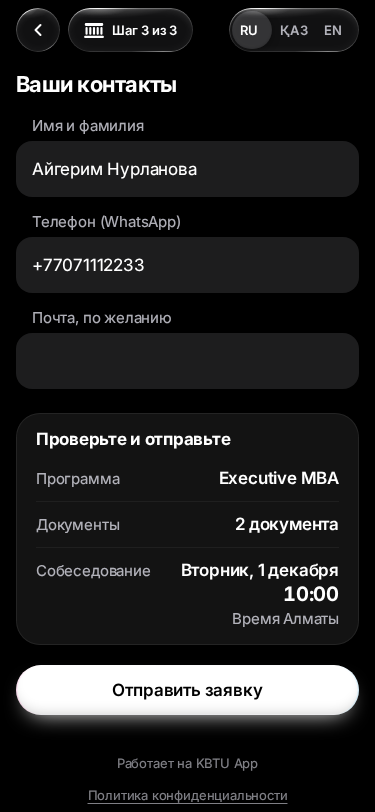 Шаг 3 из 3
RU ҚАЗ EN
Ваши контакты
Имя и фамилия
Айгерим Нурланова
Телефон (WhatsApp)
+77071112233
Почта, по желанию
Проверьте и отправьте
Программа Executive MBA
Документы 2 документа
Собеседование Вторник, 1 декабря
10:00
Время Алматы
Отправить заявку
Работает на KBTU App
Политика конфиденциальности